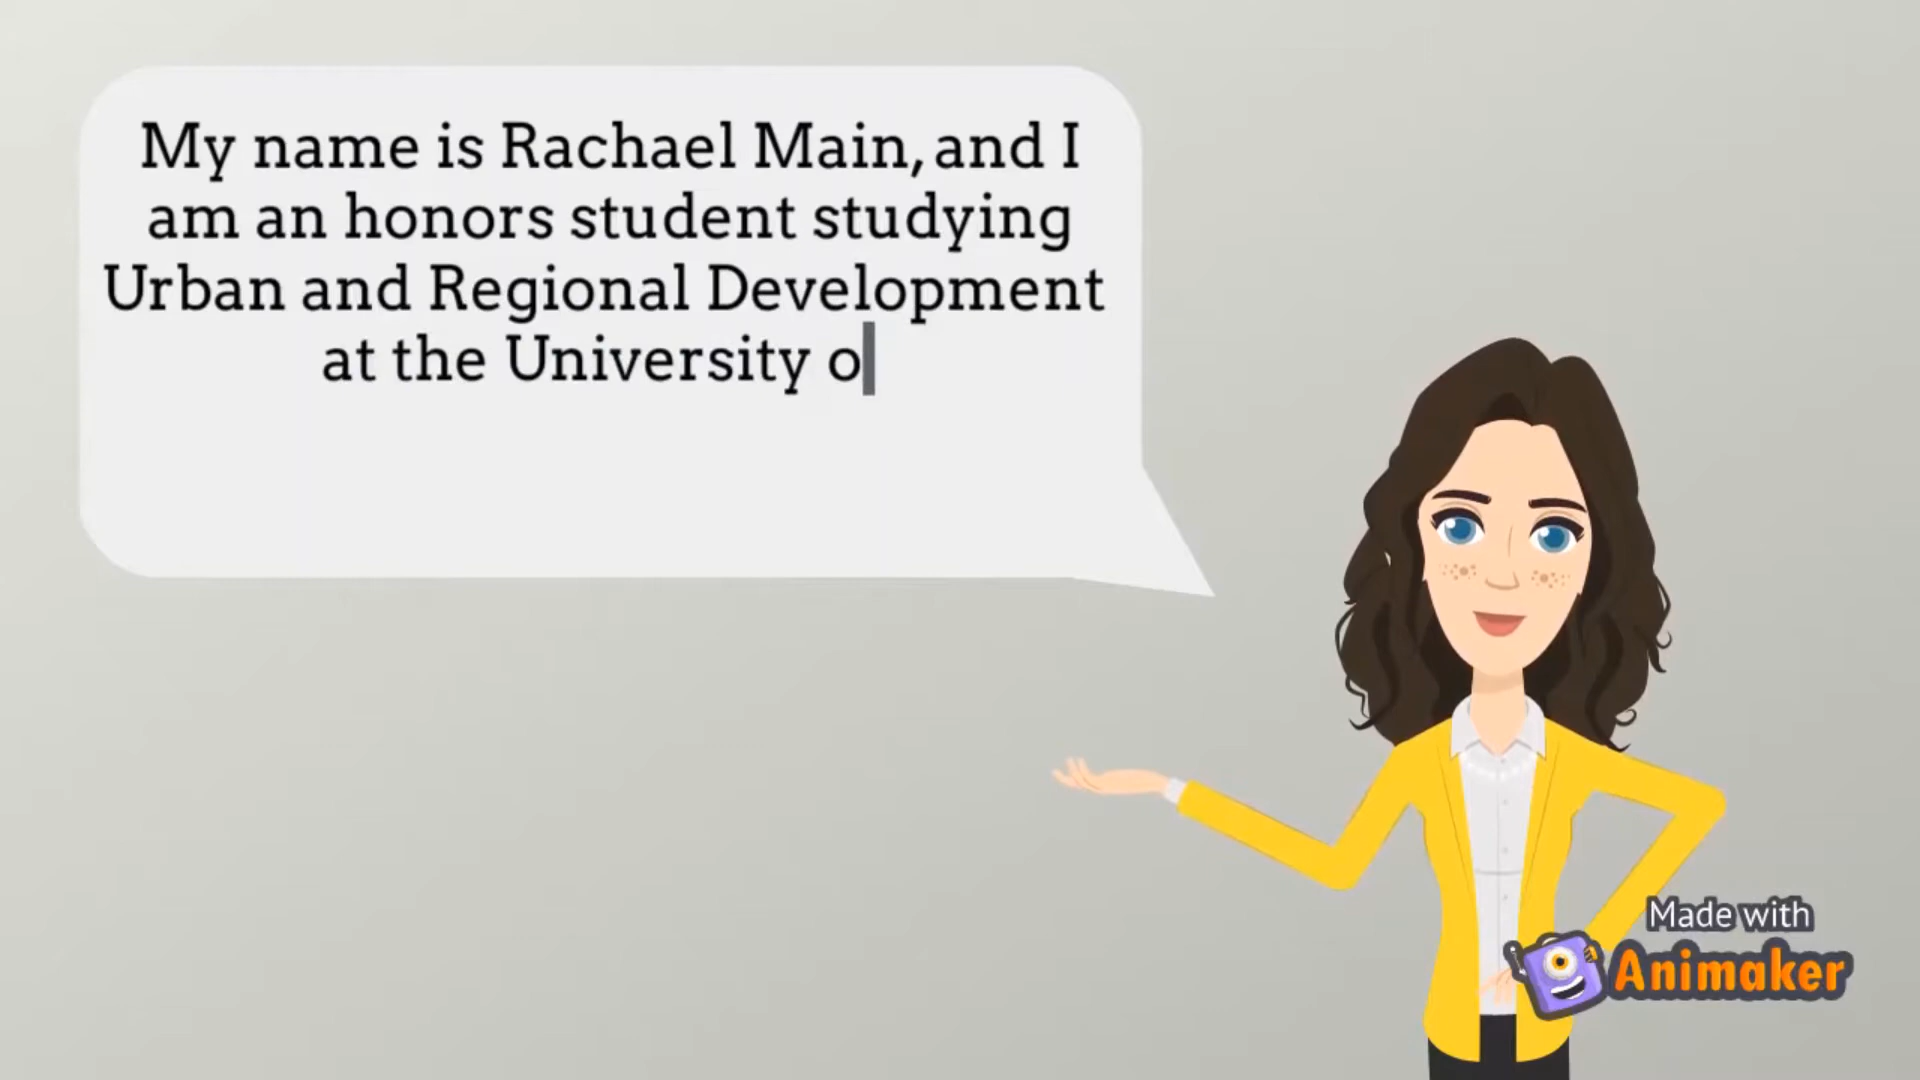 My name is Rachael Main, and I
am an honors student studying
Urban and Regional Development
at the University o
Made with
Animaker